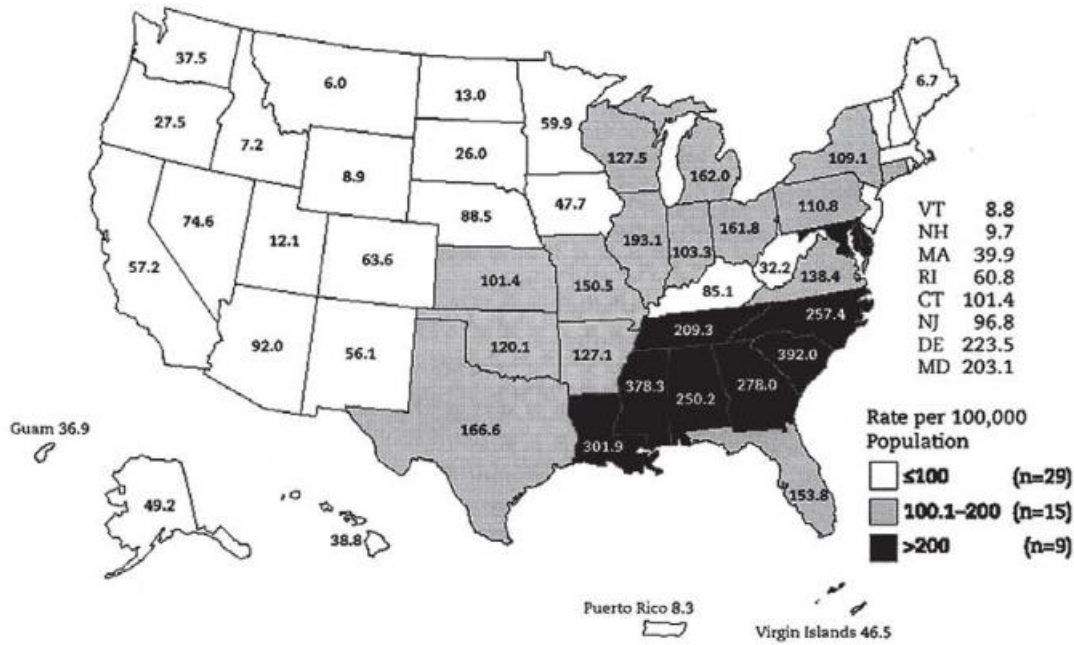 37.5
6.0
13.0
6.7
27.5
59.9
7.2
26.0
127.5
109.1
162.0
8.9
88.5
47.7
110.8
74.6
161.8
12.1
193.1
103.3
63.6
57.2
32.2
138.4
101.4
150.5
85.1
VT 8.8
NH 9.7
MA 39.9
RI 60.8
CT 101.4
NJ 96.8
DE 223.5
MD 203.1
257.4
209.3
92.0
56.1
120.1
127.1
392.0
378.3
250.2
278.0
166.6
301.9
153.8
Rate per 100,000
Population
≤100 (n=29)
100.1–200 (n=15)
>200 (n=9)
Guam 36.9
49.2
38.8
Puerto Rico 8.3
Virgin Islands 46.5